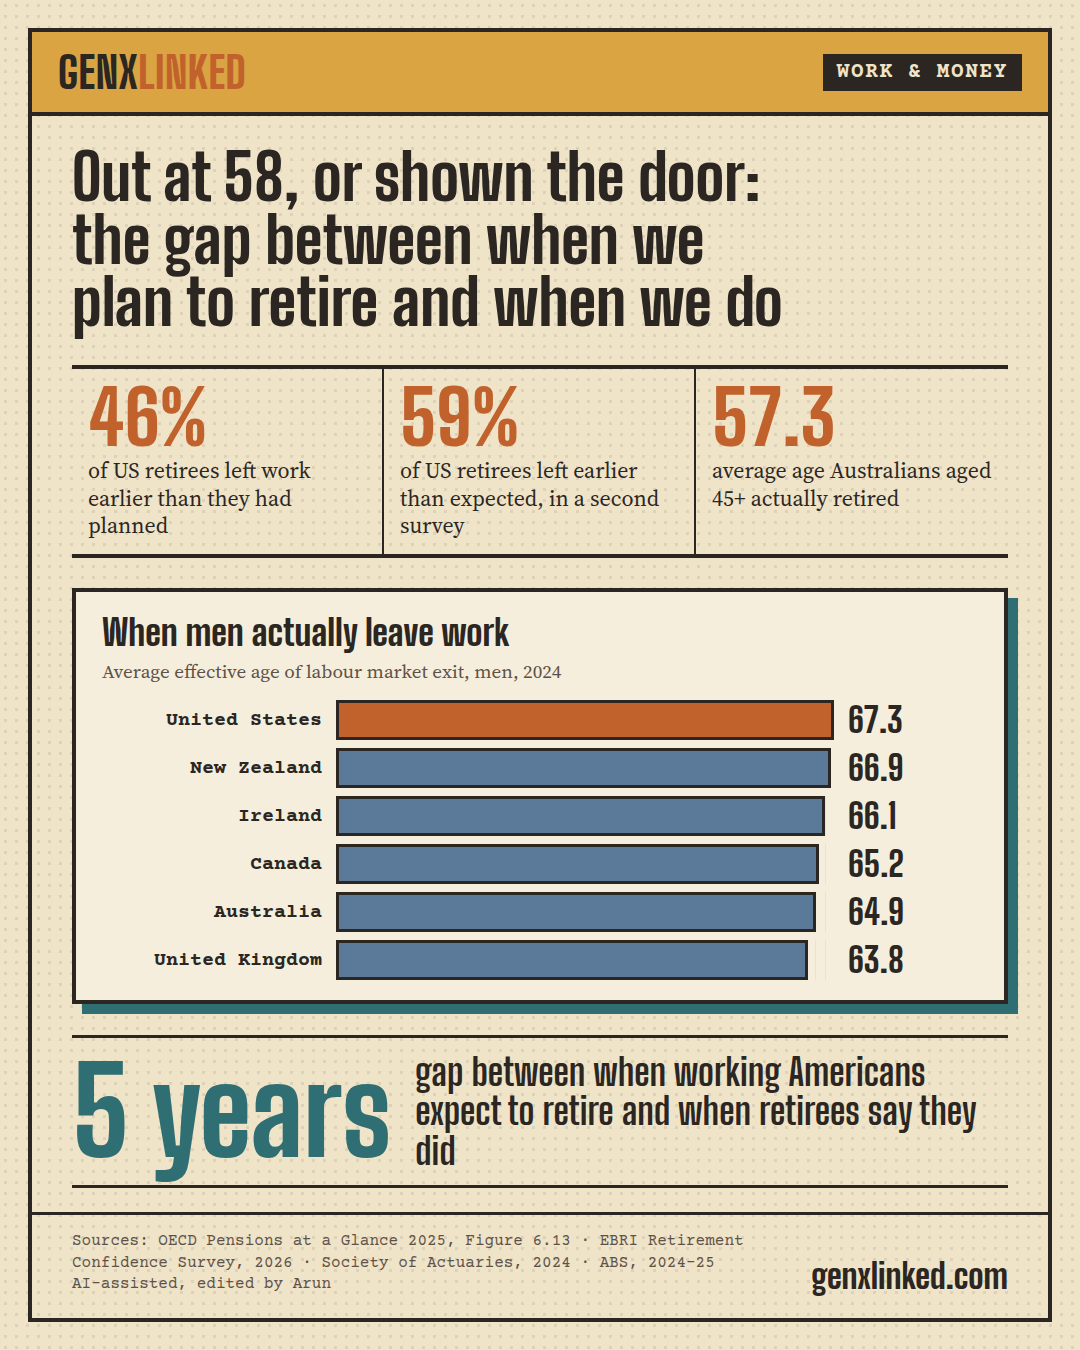 GENXLINKED
WORK & MONEY
Out at 58, or shown the door:
the gap between when we
plan to retire and when we do
46%
of US retirees left work
earlier than they had
planned
59%
of US retirees left earlier
than expected, in a second
survey
57.3
average age Australians aged
45+ actually retired
When men actually leave work
Average effective age of labour market exit, men, 2024
United States 67.3
New Zealand 66.9
Ireland 66.1
Canada 65.2
Australia 64.9
United Kingdom 63.8
5 years
gap between when working Americans
expect to retire and when retirees say they
did
Sources: OECD Pensions at a Glance 2025, Figure 6.13 · EBRI Retirement
Confidence Survey, 2026 · Society of Actuaries, 2024 · ABS, 2024-25
AI-assisted, edited by Arun
genxlinked.com